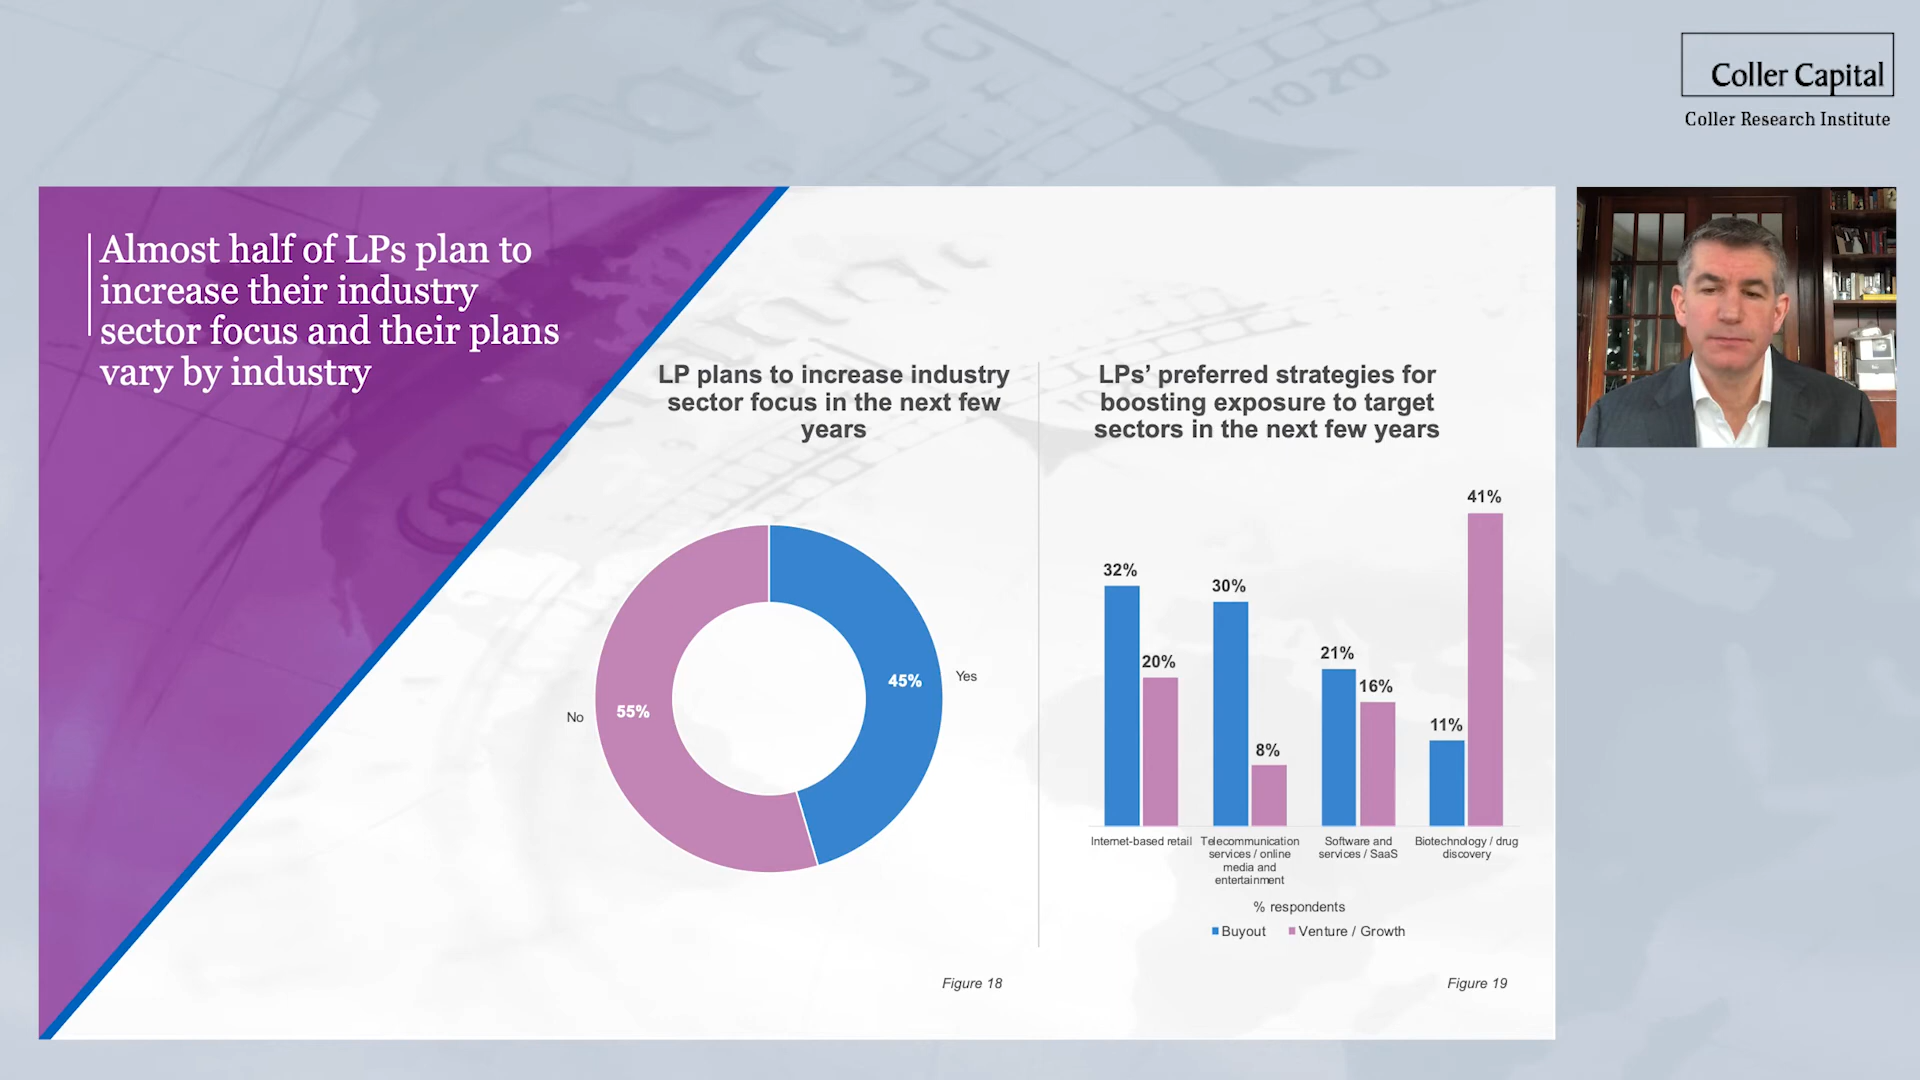 Coller Capital
Coller Research Institute
Almost half of LPs plan to
increase their industry
sector focus and their plans
vary by industry
LP plans to increase industry
sector focus in the next few
years
No
55%
45%
Yes
Figure 18
LPs’ preferred strategies for
boosting exposure to target
sectors in the next few years
32%
20%
30%
8%
21%
16%
11%
41%
Internet-based retail
Telecommunication
services / online
media and
entertainment
Software and
services / SaaS
Biotechnology / drug
discovery
% respondents
Buyout
Venture / Growth
Figure 19